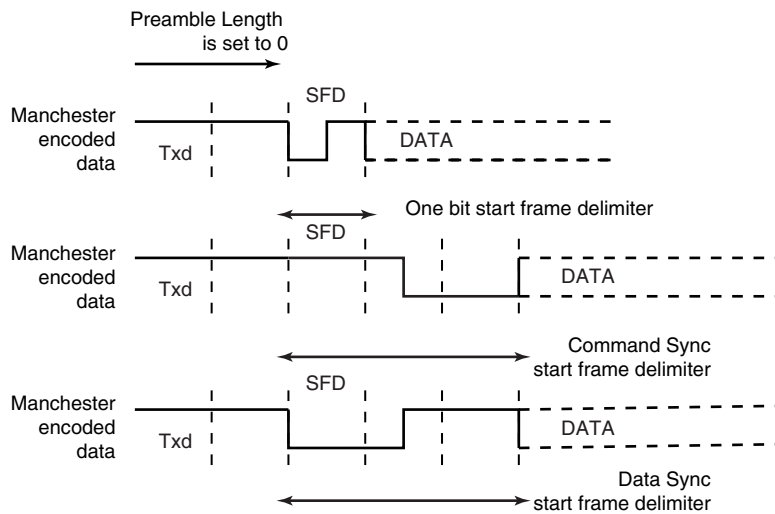 Preamble Length
is set to 0
SFD
Manchester
encoded
data
Txd
DATA
One bit start frame delimiter
SFD
Manchester
encoded
data
Txd
DATA
Command Sync
start frame delimiter
SFD
Manchester
encoded
data
Txd
DATA
Data Sync
start frame delimiter